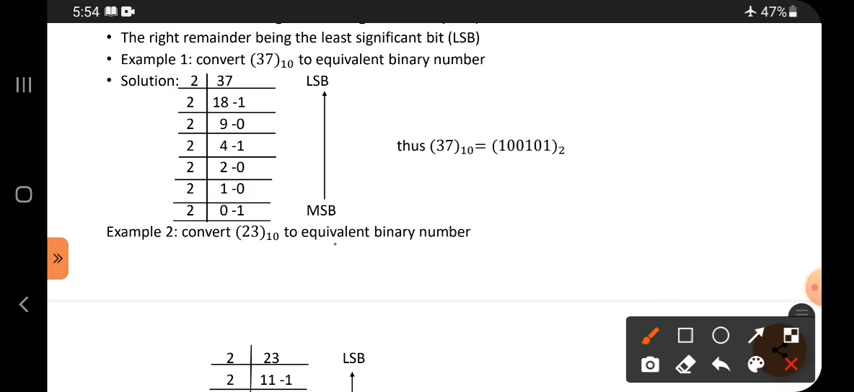 5:54 47%
• The right remainder being the least significant bit (LSB)
• Example 1: convert (37)₁₀ to equivalent binary number
• Solution: 2 37 LSB
2 18 -1
2 9 -0
2 4 -1 thus (37)₁₀= (100101)₂
2 2 -0
2 1 -0
2 0 -1 MSB
Example 2: convert (23)₁₀ to equivalent binary number
2 23 LSB
2 11 -1